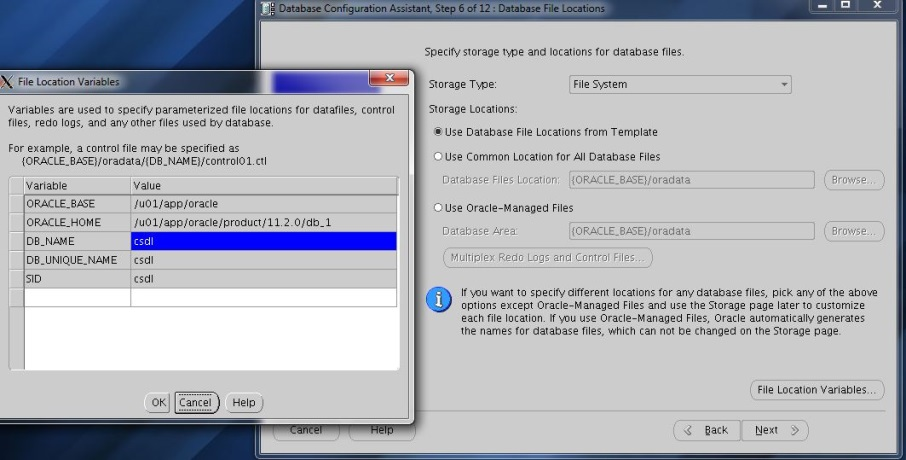 Database Configuration Assistant, Step 6 of 12 : Database File Locations
Specify storage type and locations for database files.
Storage Type: File System
Storage Locations:
Use Database File Locations from Template
Use Common Location for All Database Files
Database Files Location: {ORACLE_BASE}/oradata Browse...
Use Oracle-Managed Files
Database Area: {ORACLE_BASE}/oradata Browse...
Multiplex Redo Logs and Control Files...
If you want to specify different locations for any database files, pick any of the above
options except Oracle-Managed Files and use the Storage page later to customize
each file location. If you use Oracle-Managed Files, Oracle automatically generates
the names for database files, which can not be changed on the Storage page.
File Location Variables...
Cancel Help Back Next
File Location Variables
Variables are used to specify parameterized file locations for datafiles, control
files, redo logs, and any other files used by database.
For example, a control file may be specified as
{ORACLE_BASE}/oradata/{DB_NAME}/control01.ctl
Variable Value
ORACLE_BASE /u01/app/oracle
ORACLE_HOME /u01/app/oracle/product/11.2.0/db_1
DB_NAME csdl
DB_UNIQUE_NAME csdl
SID csdl
OK Cancel Help